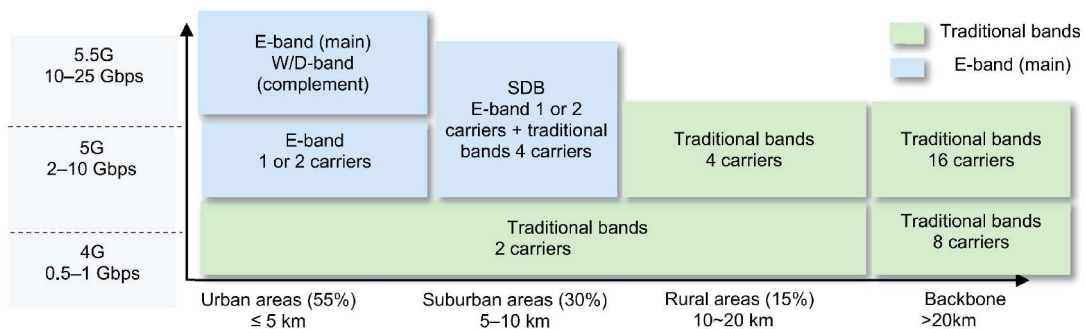 5.5G
10–25 Gbps
5G
2–10 Gbps
4G
0.5–1 Gbps
E-band (main)
W/D-band
(complement)
E-band
1 or 2 carriers
SDB
E-band 1 or 2
carriers + traditional
bands 4 carriers
Traditional bands
4 carriers
Traditional bands
16 carriers
Traditional bands
2 carriers
Traditional bands
8 carriers
Traditional bands
E-band (main)
Urban areas (55%)
≤ 5 km
Suburban areas (30%)
5–10 km
Rural areas (15%)
10~20 km
Backbone
>20km